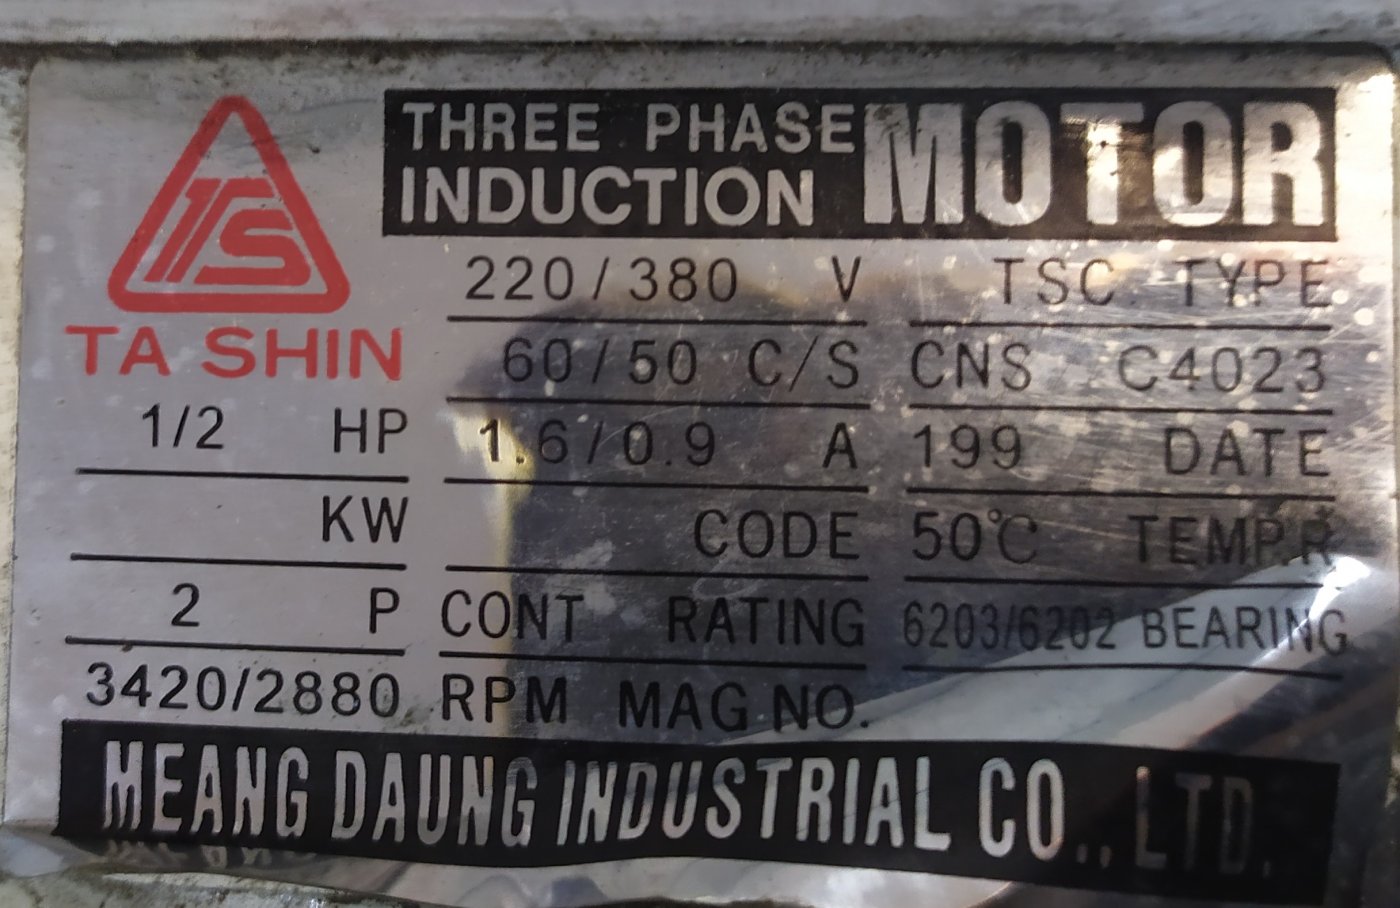 TS
TA SHIN
THREE PHASE
INDUCTION MOTOR
220/380 V TSC TYPE
60/50 C/S CNS C4023
1/2 HP 1.6/0.9 A 199 DATE
KW CODE 50°C TEMP.R
2 P CONT RATING 6203/6202 BEARING
3420/2880 RPM MAG NO.
MEANG DAUNG INDUSTRIAL CO., LTD.